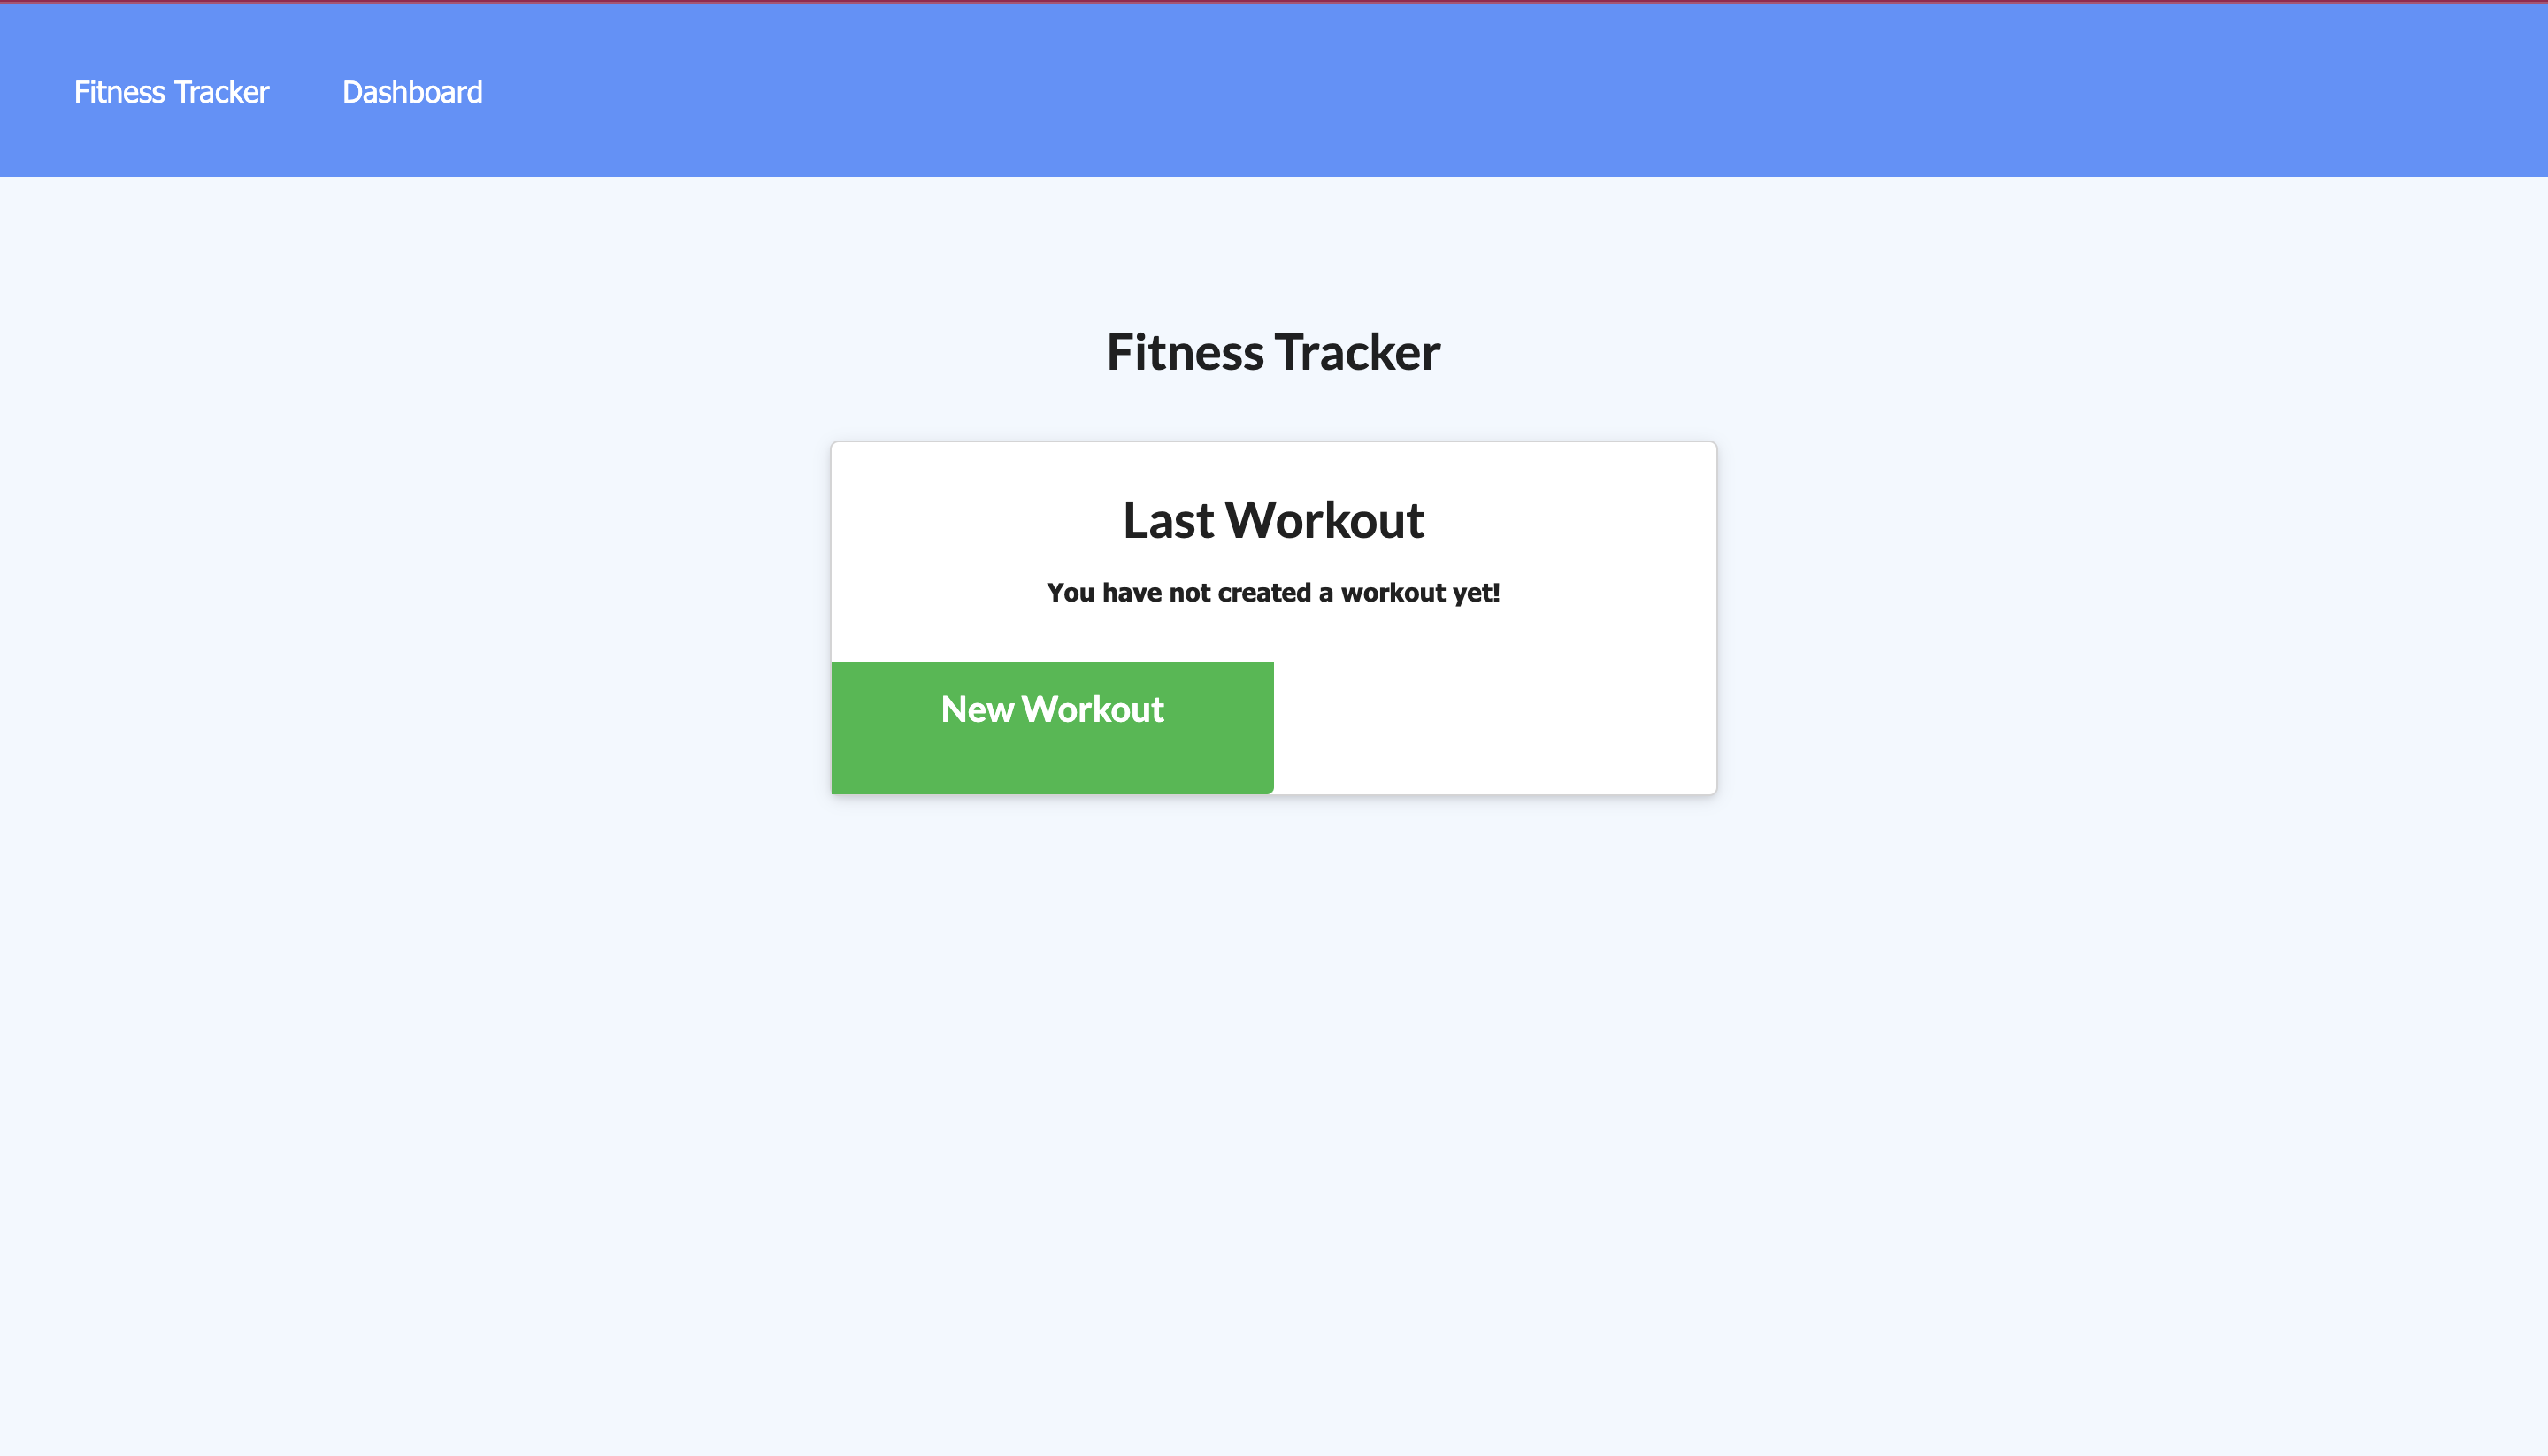 Fitness Tracker Dashboard
Fitness Tracker
Last Workout
You have not created a workout yet!
New Workout